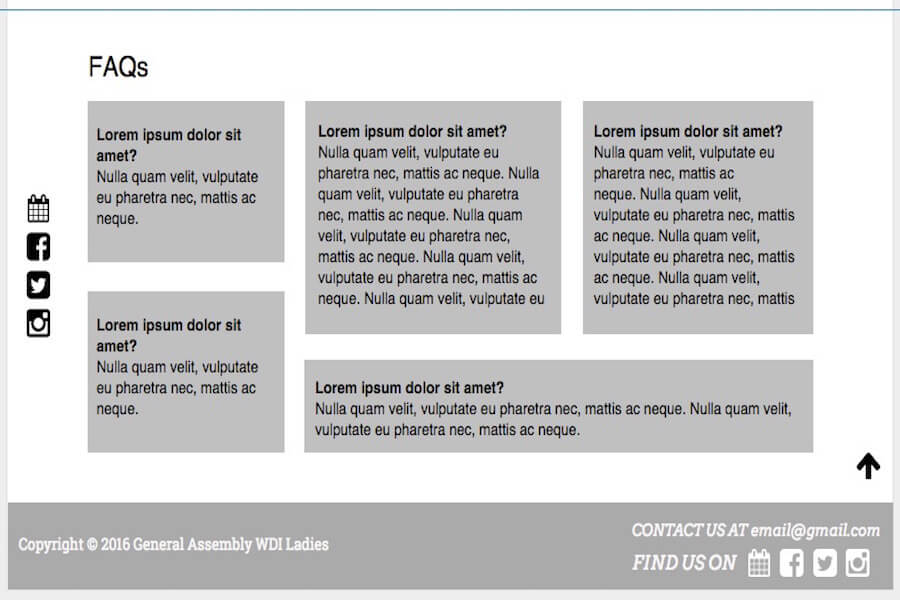 FAQs
Lorem ipsum dolor sit
amet?
Nulla quam velit, vulputate
eu pharetra nec, mattis ac
neque.
Lorem ipsum dolor sit amet?
Nulla quam velit, vulputate eu
pharetra nec, mattis ac neque. Nulla
quam velit, vulputate eu pharetra
nec, mattis ac neque. Nulla quam
velit, vulputate eu pharetra nec,
mattis ac neque. Nulla quam velit,
vulputate eu pharetra nec, mattis ac
neque. Nulla quam velit, vulputate eu
Lorem ipsum dolor sit amet?
Nulla quam velit, vulputate eu
pharetra nec, mattis ac
neque. Nulla quam velit,
vulputate eu pharetra nec, mattis
ac neque. Nulla quam velit,
vulputate eu pharetra nec, mattis
ac neque. Nulla quam velit,
vulputate eu pharetra nec, mattis
Lorem ipsum dolor sit
amet?
Nulla quam velit, vulputate
eu pharetra nec, mattis ac
neque.
Lorem ipsum dolor sit amet?
Nulla quam velit, vulputate eu pharetra nec, mattis ac neque. Nulla quam velit,
vulputate eu pharetra nec, mattis ac neque.
Copyright © 2016 General Assembly WDI Ladies
CONTACT US AT email@gmail.com
FIND US ON